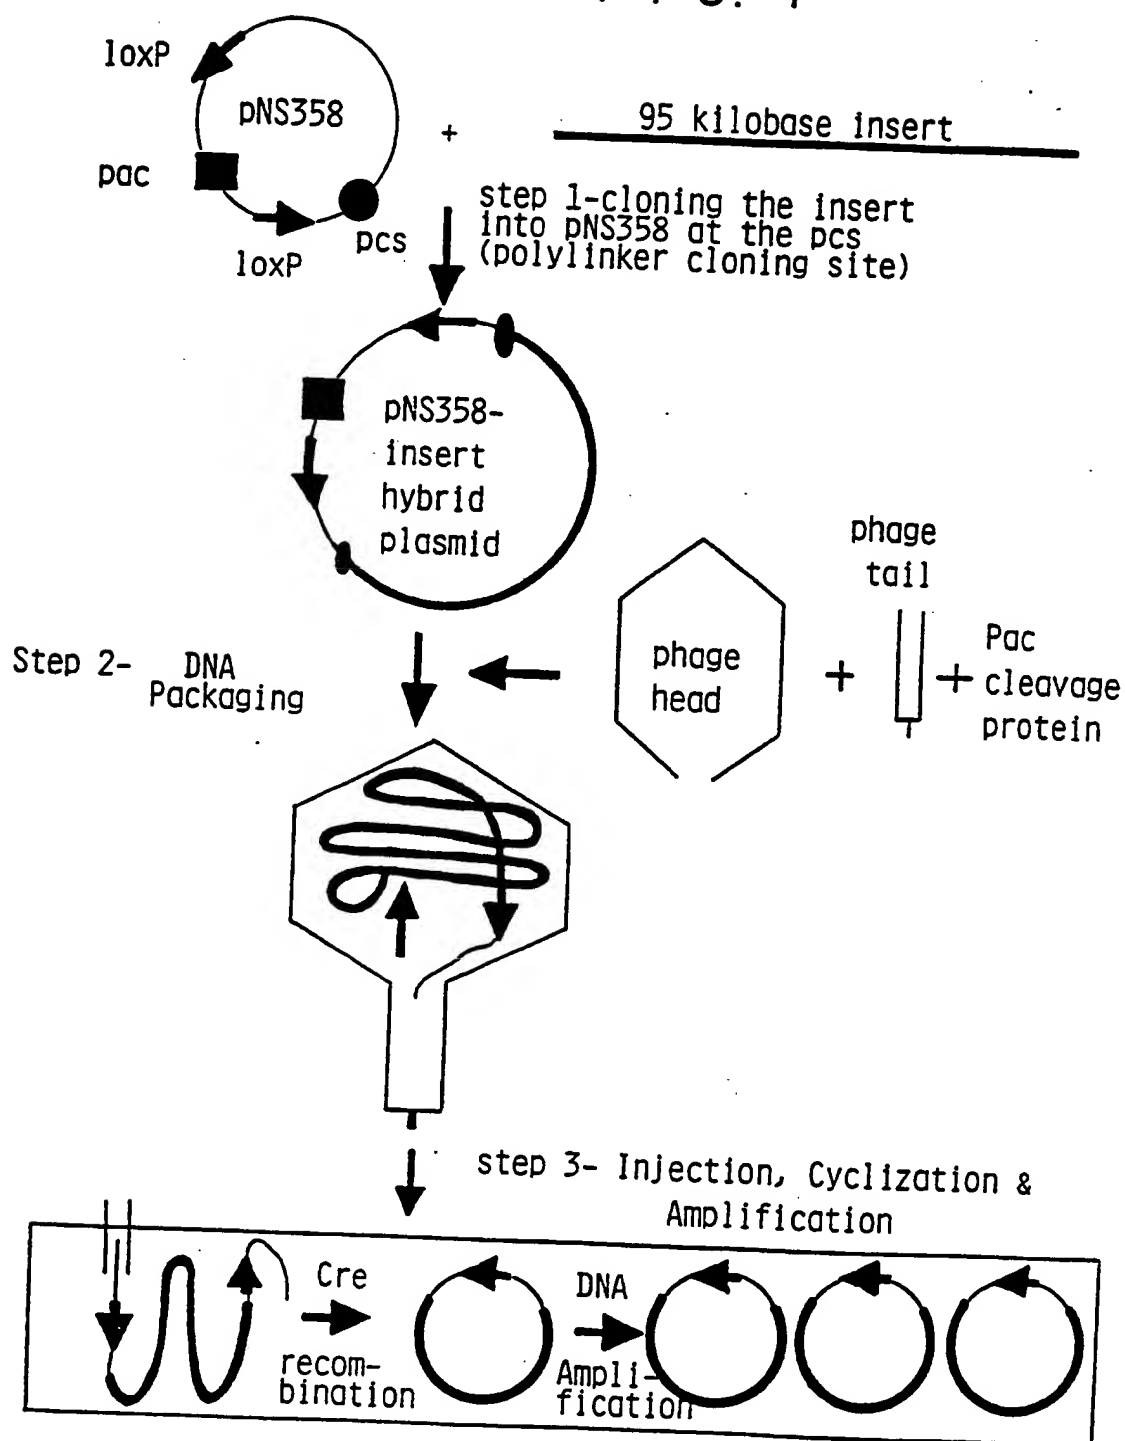 loxP
pNS358
+
95 kilobase insert
pac
loxP
pcs
step 1-cloning the insert
into pNS358 at the pcs
(polylinker cloning site)
pNS358-
insert
hybrid
plasmid
phage
tail
phage
head
+
+
Pac
cleavage
protein
Step 2- DNA
Packaging
step 3- Injection, Cyclization &
Amplification
Cre
recom-
bination
DNA
Ampli-
fication